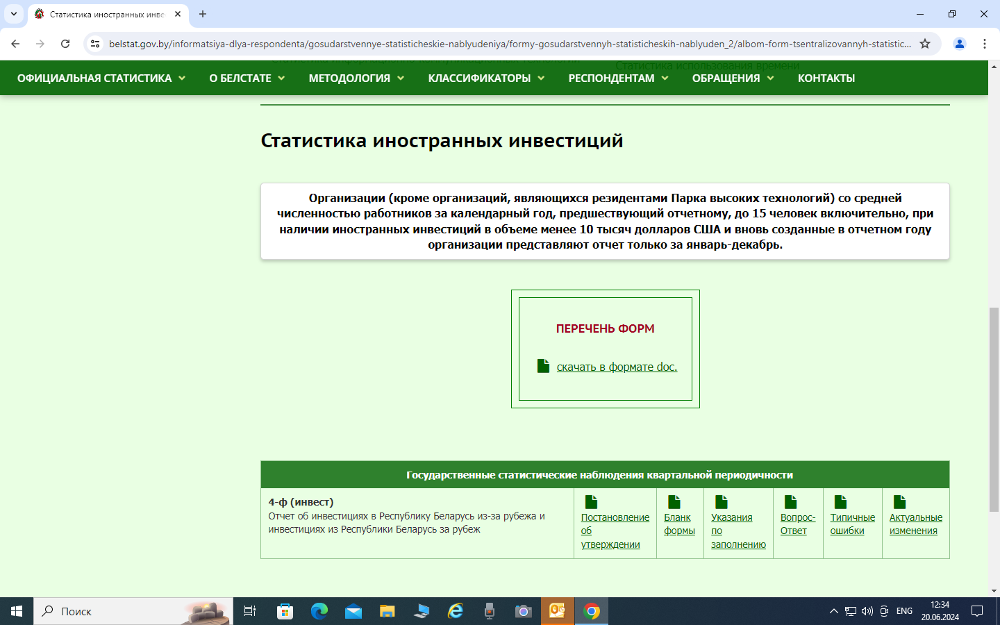 Статистика иностранных инве
belstat.gov.by/informatsiya-dlya-respondenta/gosudarstvennye-statisticheskie-nablyudeniya/formy-gosudarstvennyh-statisticheskih-nablyuden_2/albom-form-tsentralizovannyh-statistic...
Статистика использования времени
ОФИЦИАЛЬНАЯ СТАТИСТИКА О БЕЛСТАТЕ МЕТОДОЛОГИЯ КЛАССИФИКАТОРЫ РЕСПОНДЕНТАМ ОБРАЩЕНИЯ КОНТАКТЫ
Статистика иностранных инвестиций
Организации (кроме организаций, являющихся резидентами Парка высоких технологий) со средней
численностью работников за календарный год, предшествующий отчетному, до 15 человек включительно, при
наличии иностранных инвестиций в объеме менее 10 тысяч долларов США и вновь созданные в отчетном году
организации представляют отчет только за январь-декабрь.
ПЕРЕЧЕНЬ ФОРМ
скачать в формате doc.
Государственные статистические наблюдения квартальной периодичности
4-ф (инвест)
Отчет об инвестициях в Республику Беларусь из-за рубежа и
инвестициях из Республики Беларусь за рубеж
Постановление
об
утверждении
Бланк
формы
Указания
по
заполнению
Вопрос-
Ответ
Типичные
ошибки
Актуальные
изменения
Поиск
ENG
12:34
20.06.2024